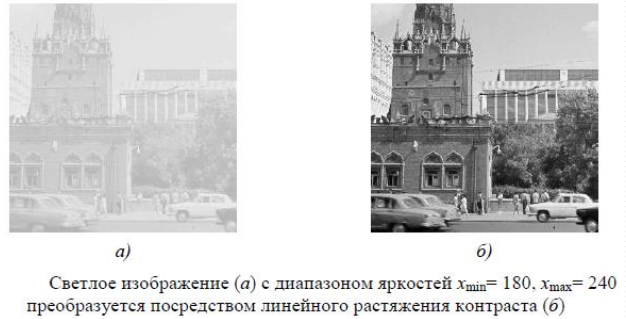 а)
б)
Светлое изображение (а) с диапазоном яркостей xmin= 180, xmax= 240
преобразуется посредством линейного растяжения контраста (б)